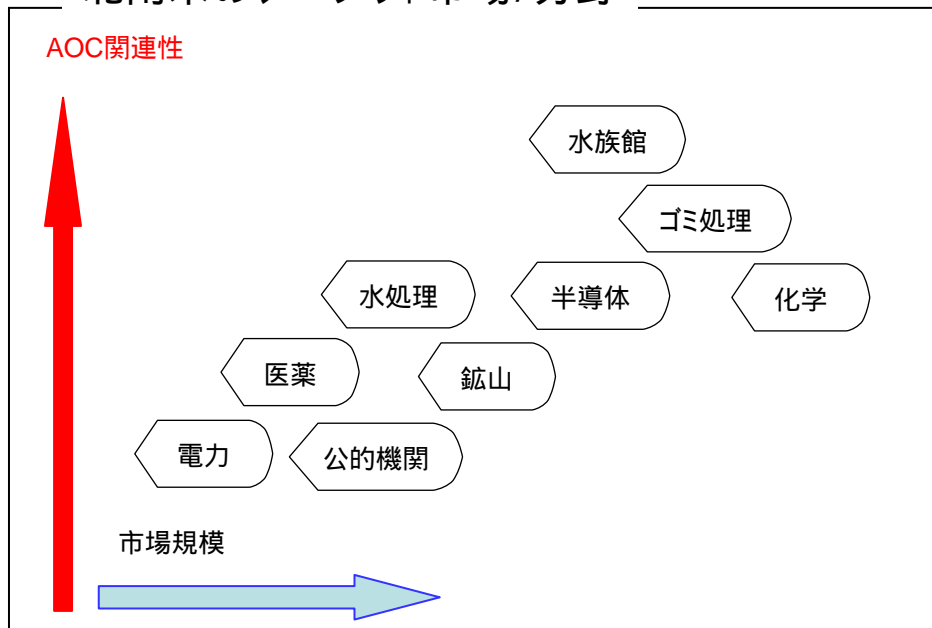 AOC関連性
水族館
ゴミ処理
水処理
半導体
化学
医薬
鉱山
電力
公的機関
市場規模